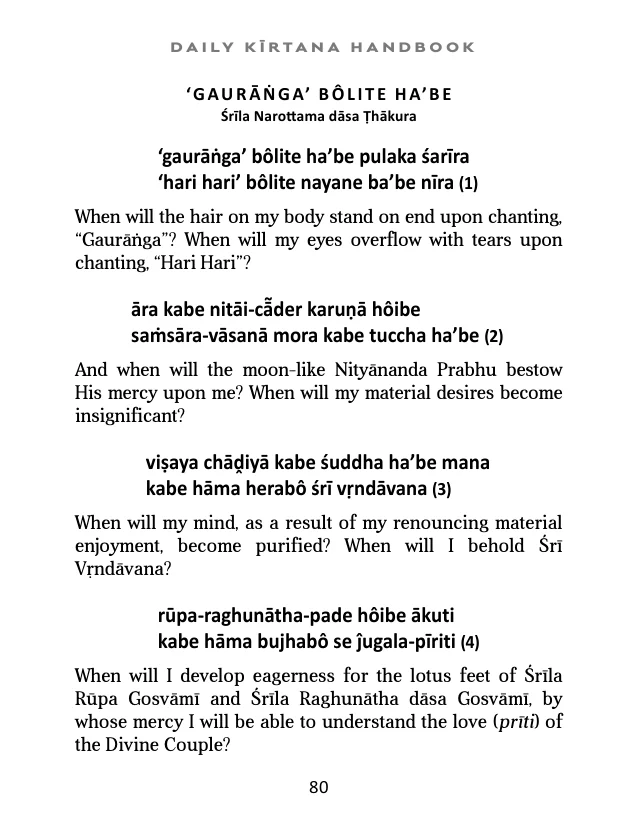 DAILY KĪRTANA HANDBOOK
‘GAURĀṄGA’ BÔLITE HA’BE
Śrīla Narottama dāsa Ṭhākura
‘gaurāṅga’ bôlite ha’be pulaka śarīra
‘hari hari’ bôlite nayane ba’be nīra (1)
When will the hair on my body stand on end upon chanting,
“Gaurāṅga”? When will my eyes overflow with tears upon
chanting, “Hari Hari”?
āra kabe nitāi-cā̃der karuṇā hôibe
saṁsāra-vāsanā mora kabe tuccha ha’be (2)
And when will the moon-like Nityānanda Prabhu bestow
His mercy upon me? When will my material desires become
insignificant?
viṣaya chāḓiyā kabe śuddha ha’be mana
kabe hāma herabô śrī vṛndāvana (3)
When will my mind, as a result of my renouncing material
enjoyment, become purified? When will I behold Śrī
Vṛndāvana?
rūpa-raghunātha-pade hôibe ākuti
kabe hāma bujhabô se ĵugala-pīriti (4)
When will I develop eagerness for the lotus feet of Śrīla
Rūpa Gosvāmī and Śrīla Raghunātha dāsa Gosvāmī, by
whose mercy I will be able to understand the love (prīti) of
the Divine Couple?
80